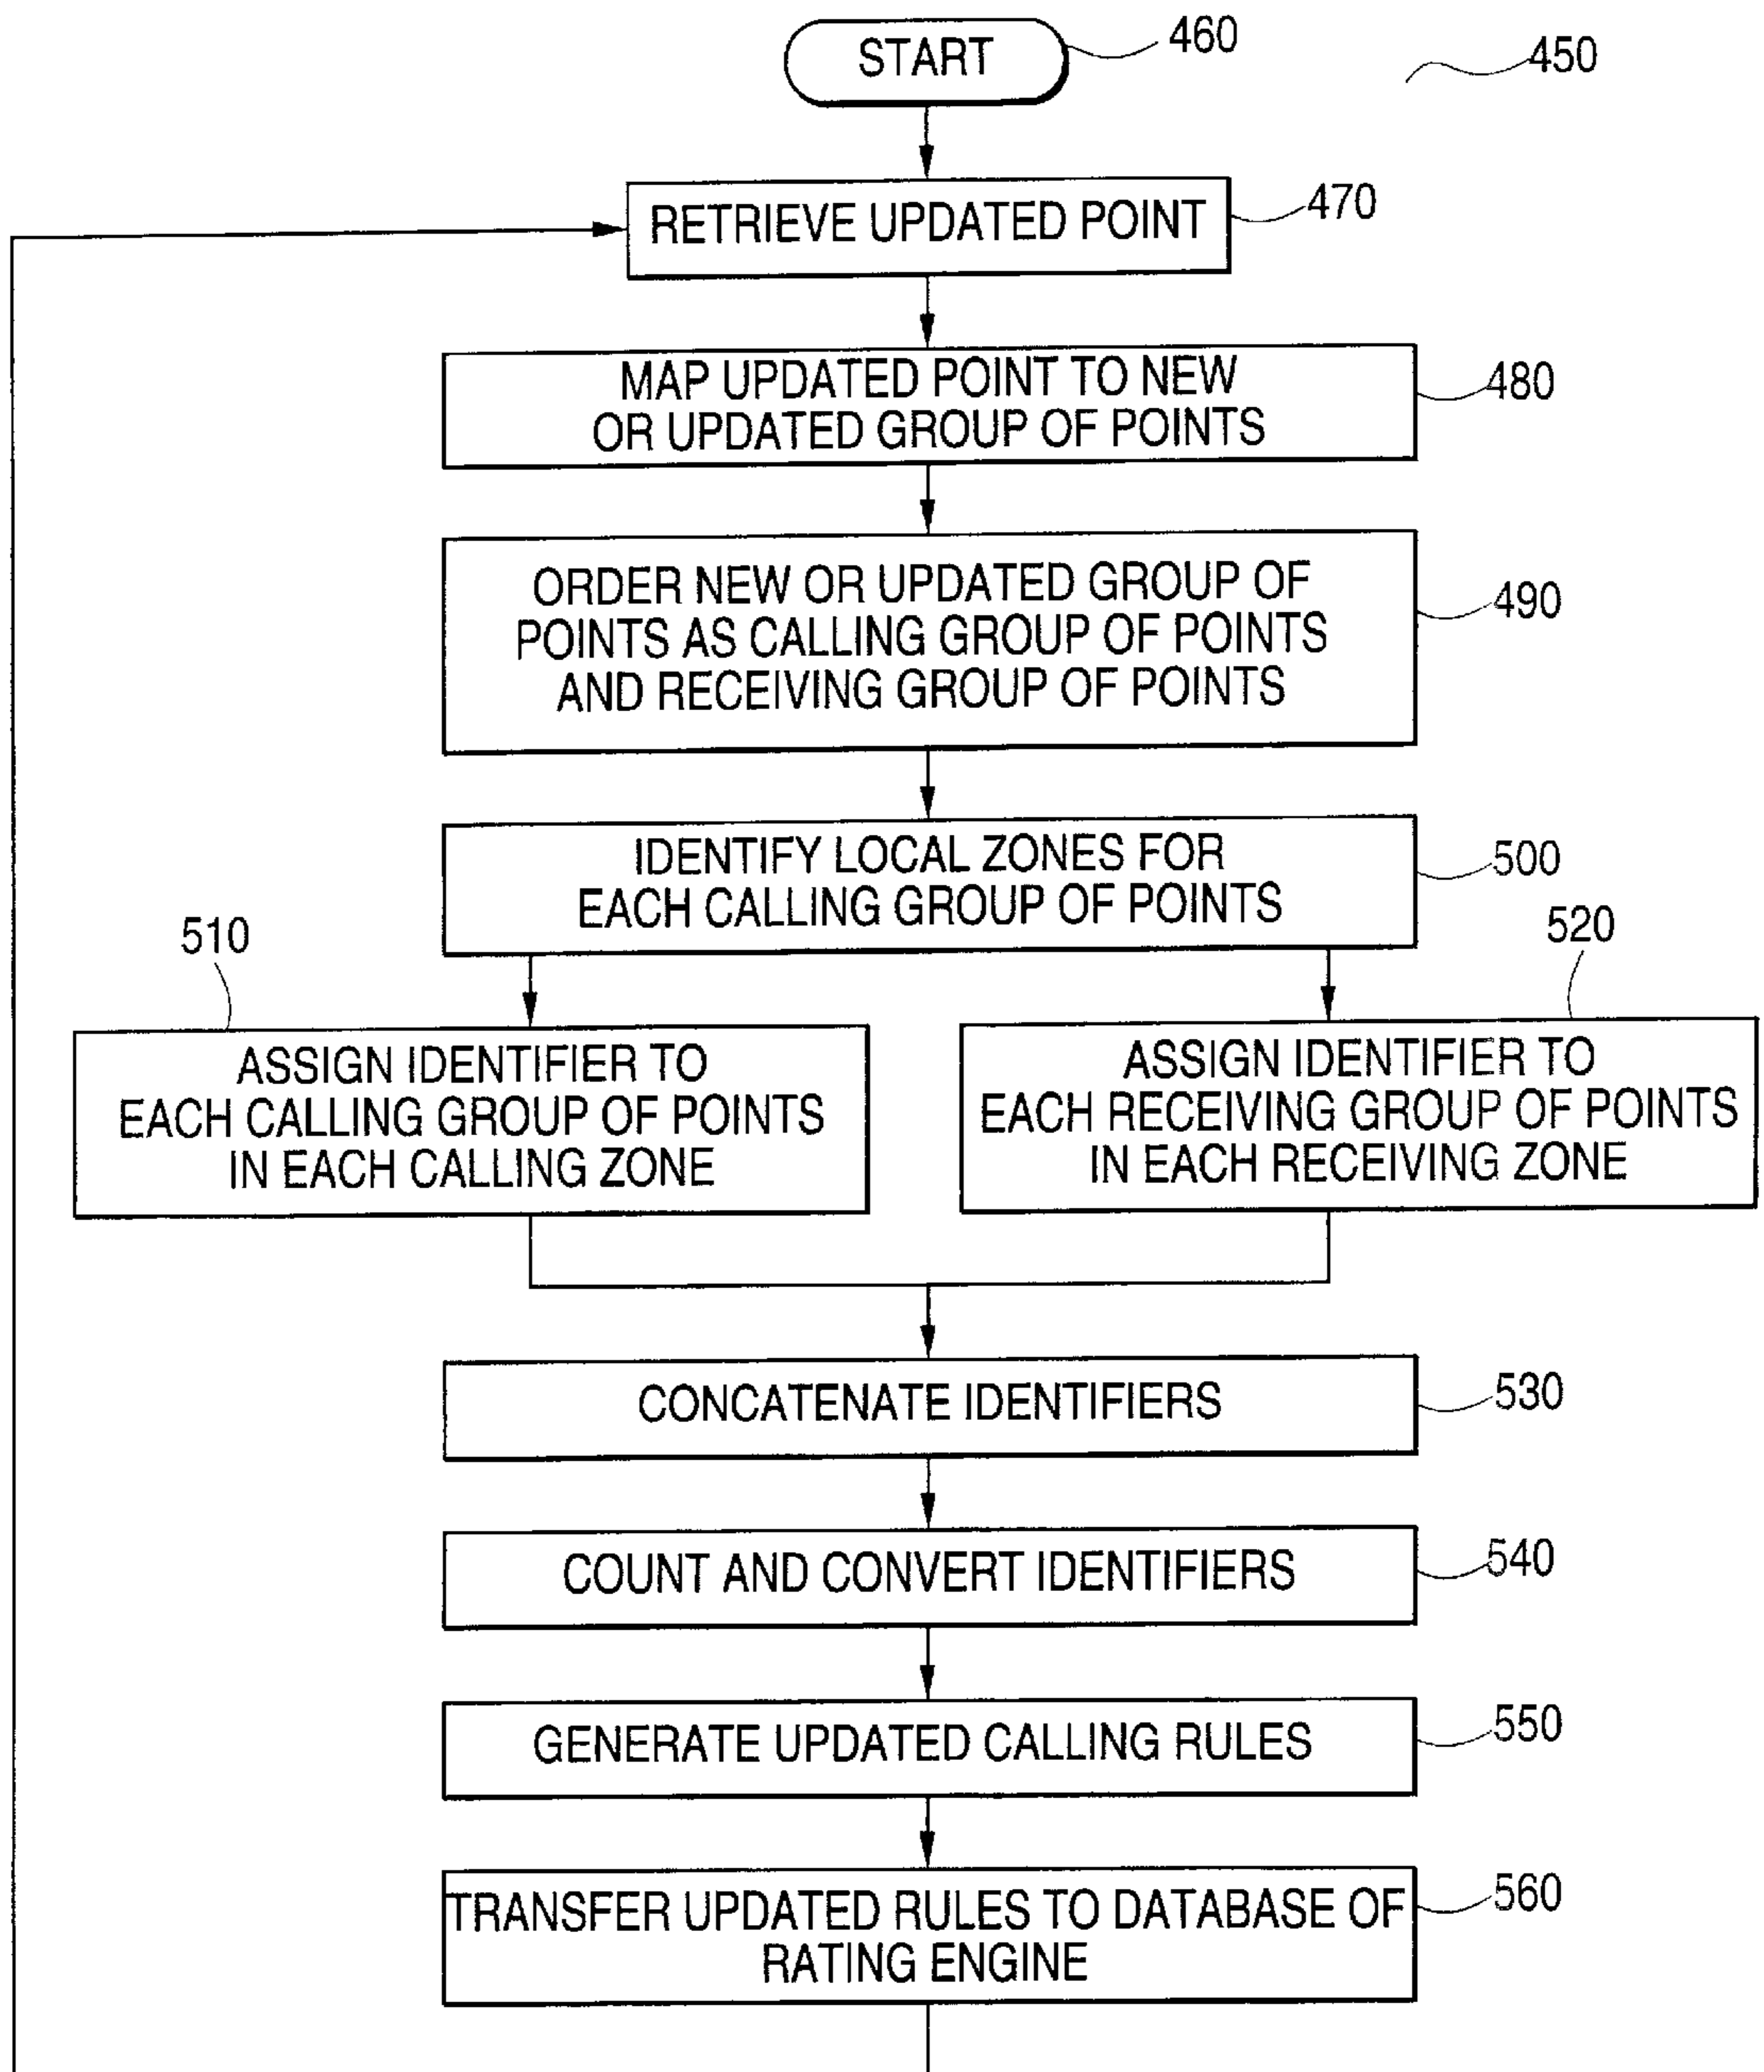 START
460
450
RETRIEVE UPDATED POINT
470
MAP UPDATED POINT TO NEW
OR UPDATED GROUP OF POINTS
480
ORDER NEW OR UPDATED GROUP OF
POINTS AS CALLING GROUP OF POINTS
AND RECEIVING GROUP OF POINTS
490
IDENTIFY LOCAL ZONES FOR
EACH CALLING GROUP OF POINTS
500
510
520
ASSIGN IDENTIFIER TO
EACH CALLING GROUP OF POINTS
IN EACH CALLING ZONE
ASSIGN IDENTIFIER TO
EACH RECEIVING GROUP OF POINTS
IN EACH RECEIVING ZONE
CONCATENATE IDENTIFIERS
530
COUNT AND CONVERT IDENTIFIERS
540
GENERATE UPDATED CALLING RULES
550
TRANSFER UPDATED RULES TO DATABASE OF
RATING ENGINE
560